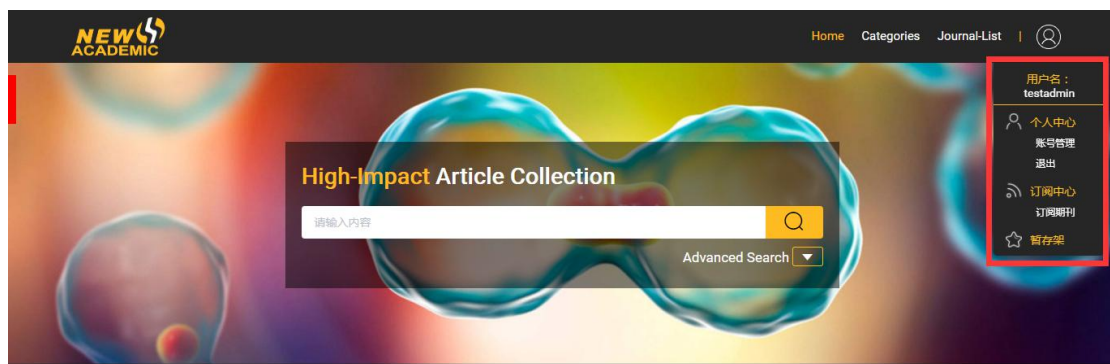 NEW
ACADEMIC
Home Categories Journal-List |
用户名：
testadmin
个人中心
账号管理
退出
订阅中心
订阅期刊
暂存架
High-Impact Article Collection
请输入内容
Advanced Search